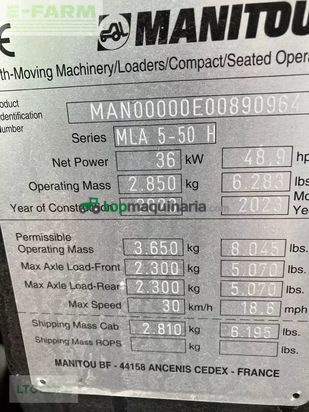 E-FARM
CE MANITOU
th-Moving Machinery/Loaders/Compact/Seated Opera
roduct
dentification
Number
MAN00000E00890964
Series MLA 5-50 H
Net Power 36 kW 48.9 hp
Operating Mass 2.850 kg 6.283 lbs
Year of Construction 2023 2023
topmaquinaria.com
Permissible
Operating Mass 3.650 kg 8.045 lbs.
Max Axle Load-Front 2.300 kg 5.070 lbs.
Max Axle Load-Rear 2.300 kg 5.070 lbs.
Max Speed 30 km/h 18.6 mph
Shipping Mass Cab 2.810 kg 6.195 lbs.
Shipping Mass ROPS kg lbs.
MANITOU BF - 44158 ANCENIS CEDEX - FRANCE